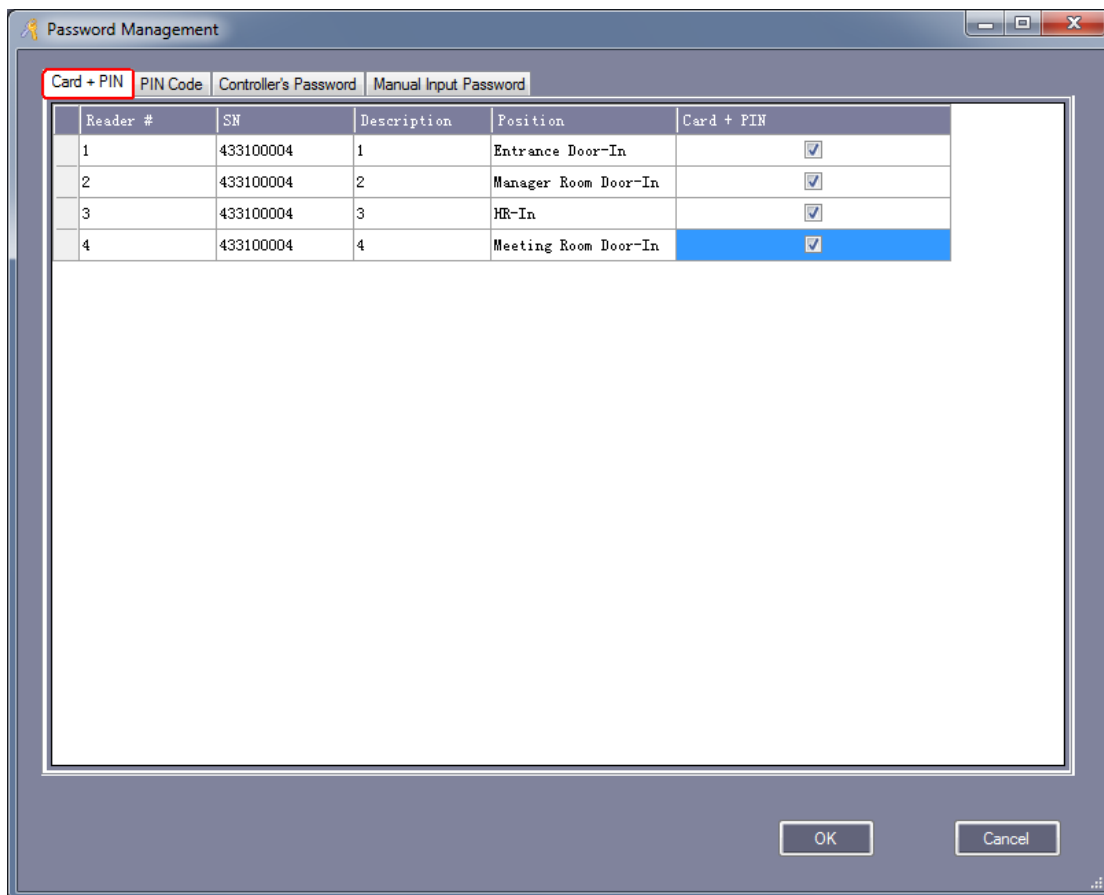 Password Management
Card + PIN PIN Code Controller's Password Manual Input Password
Reader # SN Description Position Card + PIN
1 433100004 1 Entrance Door-In
2 433100004 2 Manager Room Door-In
3 433100004 3 HR-In
4 433100004 4 Meeting Room Door-In
OK Cancel